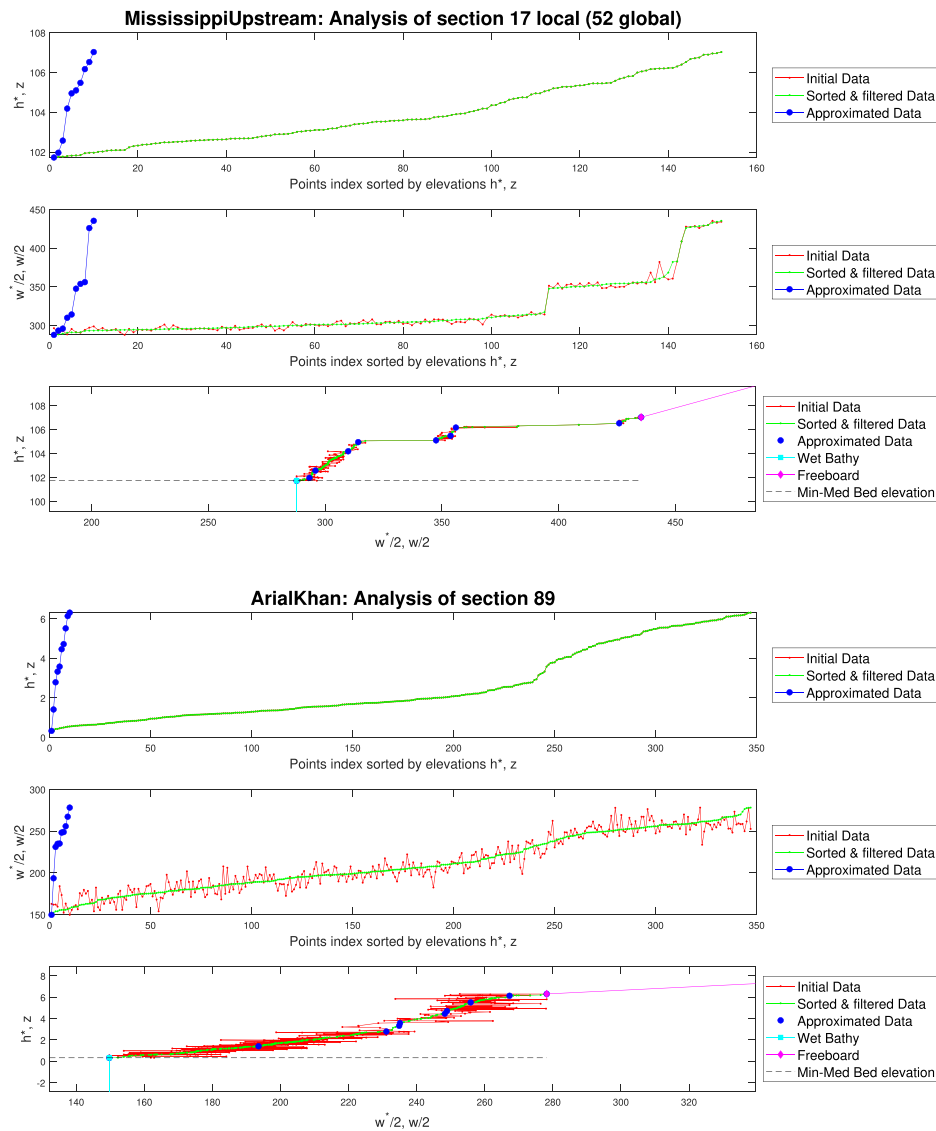 MississippiUpstream: Analysis of section 17 local (52 global)
108
106
104
102
h*, z
0 20 40 60 80 100 120 140 160
Points index sorted by elevations h*, z
Initial Data
Sorted & filtered Data
Approximated Data
450
400
350
300
w*/2, w/2
0 20 40 60 80 100 120 140 160
Points index sorted by elevations h*, z
Initial Data
Sorted & filtered Data
Approximated Data
108
106
104
102
100
h*, z
200 250 300 350 400 450
w*/2, w/2
Initial Data
Sorted & filtered Data
Approximated Data
Wet Bathy
Freeboard
Min-Med Bed elevation
ArialKhan: Analysis of section 89
6
4
2
0
h*, z
0 50 100 150 200 250 300 350
Points index sorted by elevations h*, z
Initial Data
Sorted & filtered Data
Approximated Data
300
250
200
150
w*/2, w/2
0 50 100 150 200 250 300 350
Points index sorted by elevations h*, z
Initial Data
Sorted & filtered Data
Approximated Data
8
6
4
2
0
-2
h*, z
140 160 180 200 220 240 260 280 300 320
w*/2, w/2
Initial Data
Sorted & filtered Data
Approximated Data
Wet Bathy
Freeboard
Min-Med Bed elevation